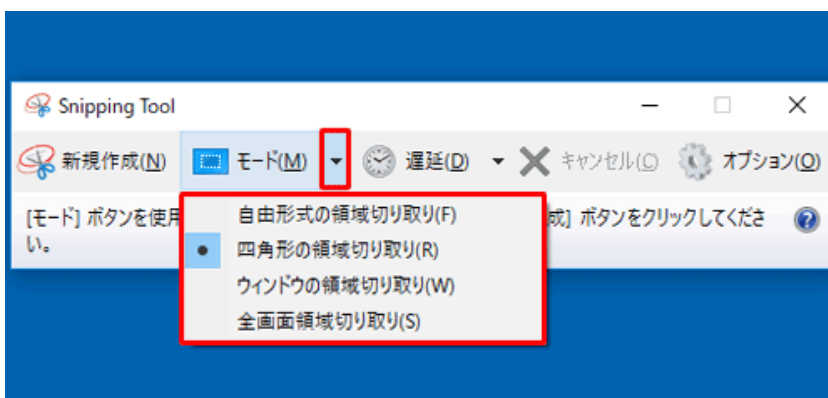 Snipping Tool
新規作成(N) モード(M) 遅延(D) キャンセル(C) オプション(O)
[モード] ボタンを使用 成] ボタンをクリックしてくださ
い。
自由形式の領域切り取り(F)
四角形の領域切り取り(R)
ウィンドウの領域切り取り(W)
全画面領域切り取り(S)